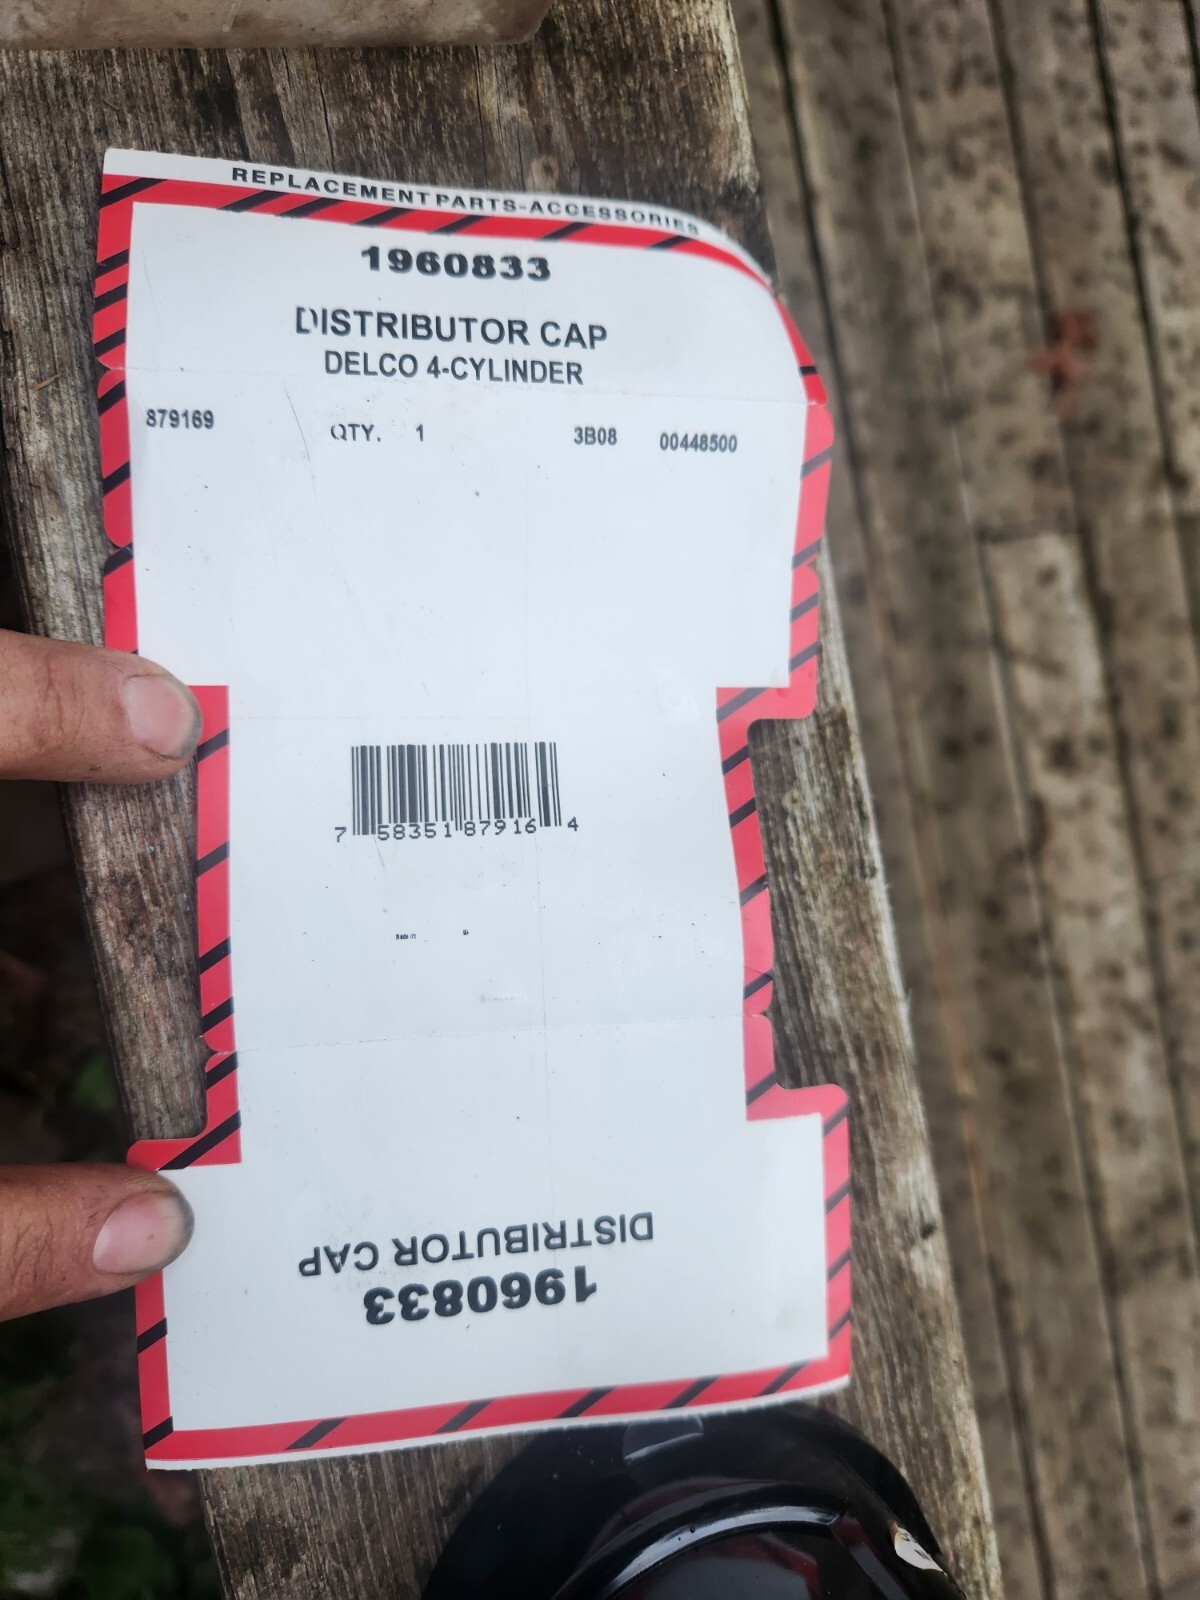 REPLACEMENT PARTS-ACCESSORIES
1960833
DISTRIBUTOR CAP
DELCO 4-CYLINDER
879169 QTY. 1 3B08 00448500
7 58351 87916 4
DISTRIBUTOR CAP
1960833